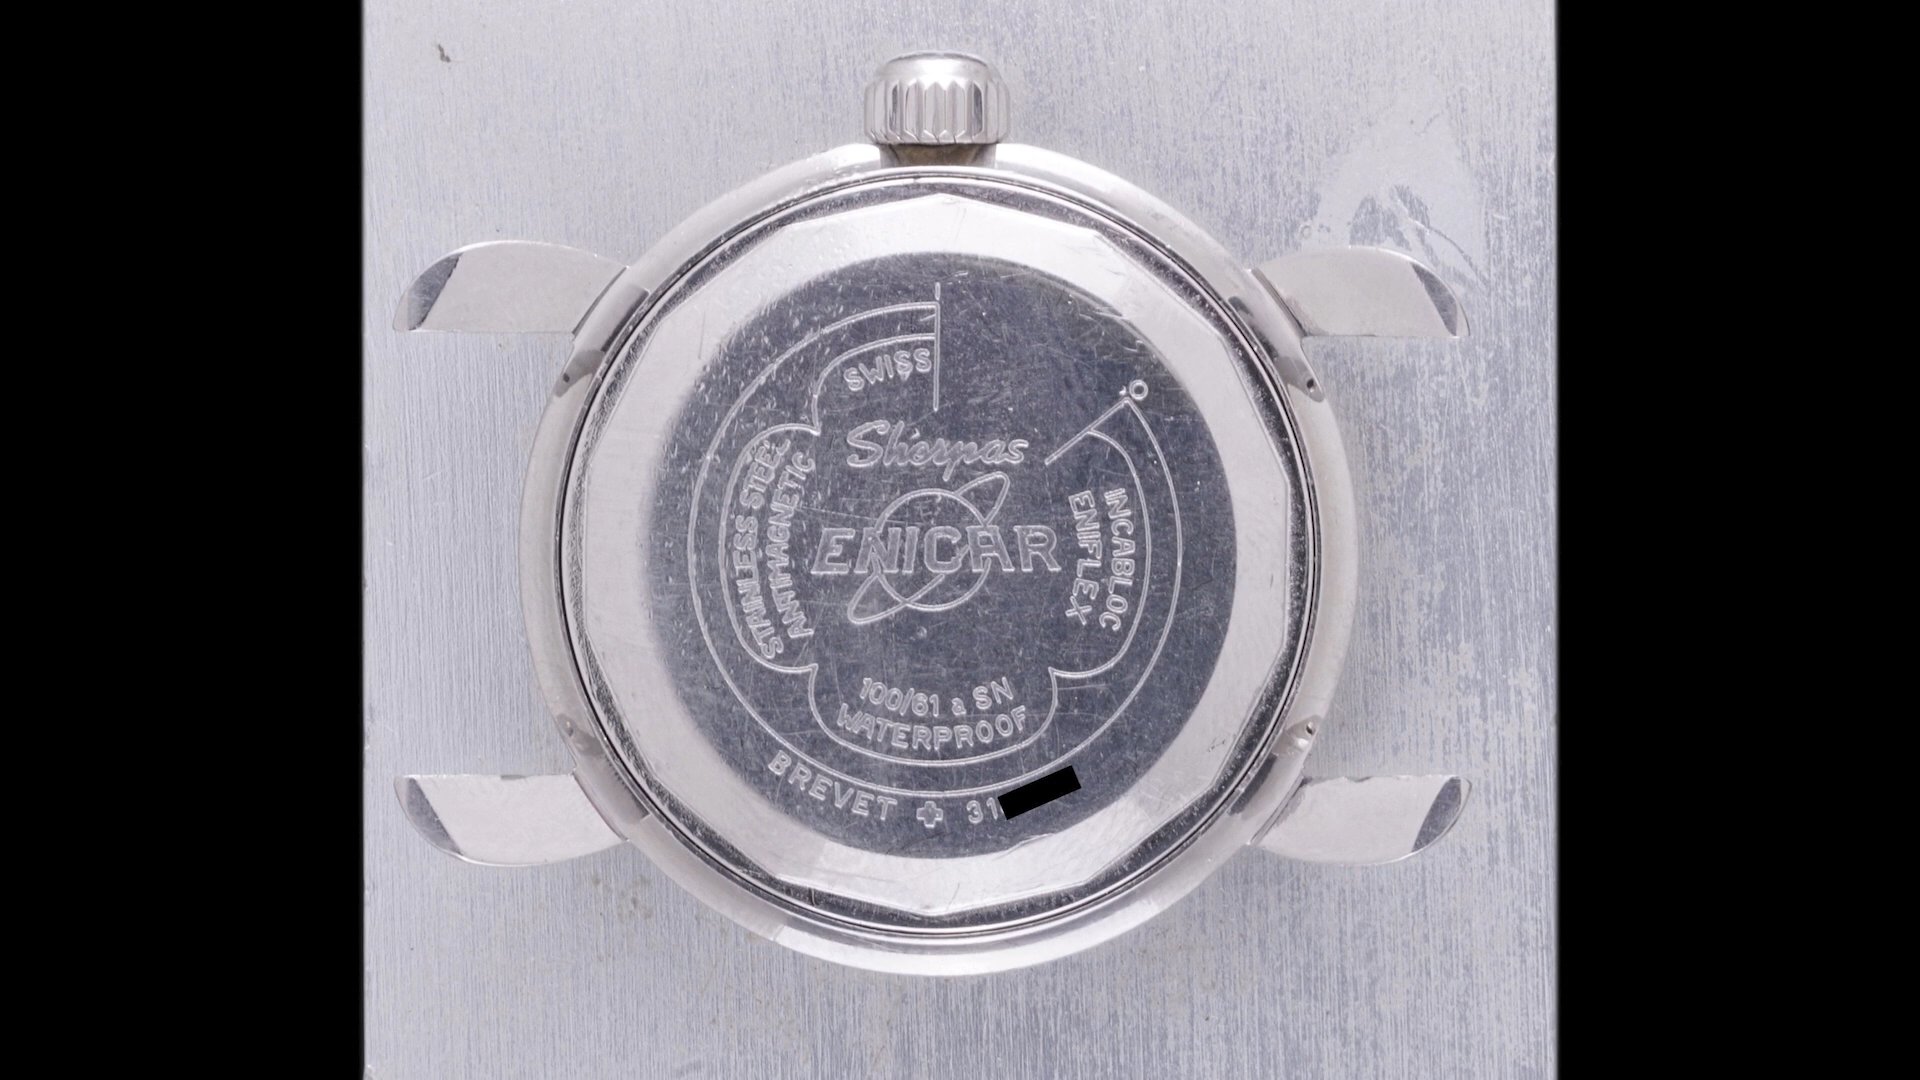 SWISS
Sherpas
ENICAR
STAINLESS STEEL
ANTIMAGNETIC
INCABLOC
ENIFLEX
100/61 a SN
WATERPROOF
BREVET + 31